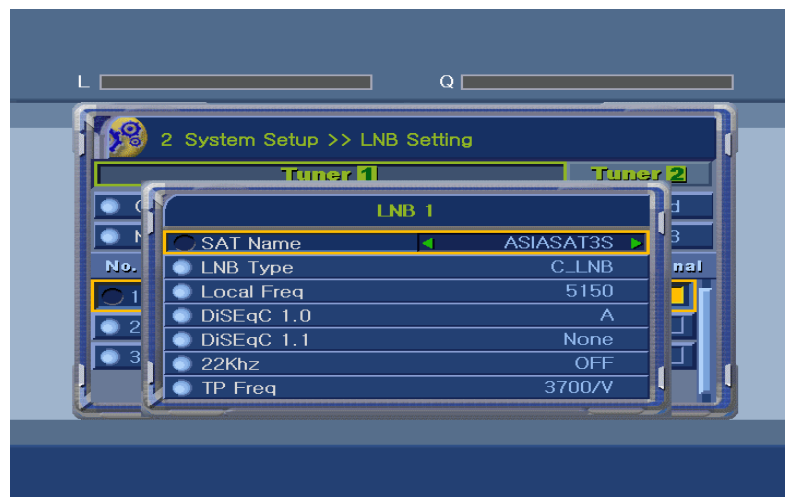 L Q
2 System Setup >> LNB Setting
Tuner 1 Tuner 2
LNB 1
SAT Name ASIASAT3S
LNB Type C_LNB
Local Freq 5150
DiSEqC 1.0 A
DiSEqC 1.1 None
22Khz OFF
TP Freq 3700/V
No.
1
2
3